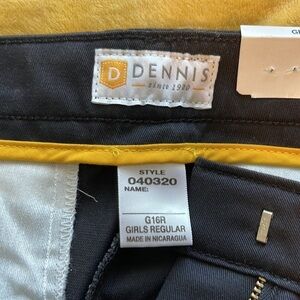 D DENNIS
since 1920
STYLE
040320
NAME:
G16R
GIRLS REGULAR
MADE IN NICARAGUA